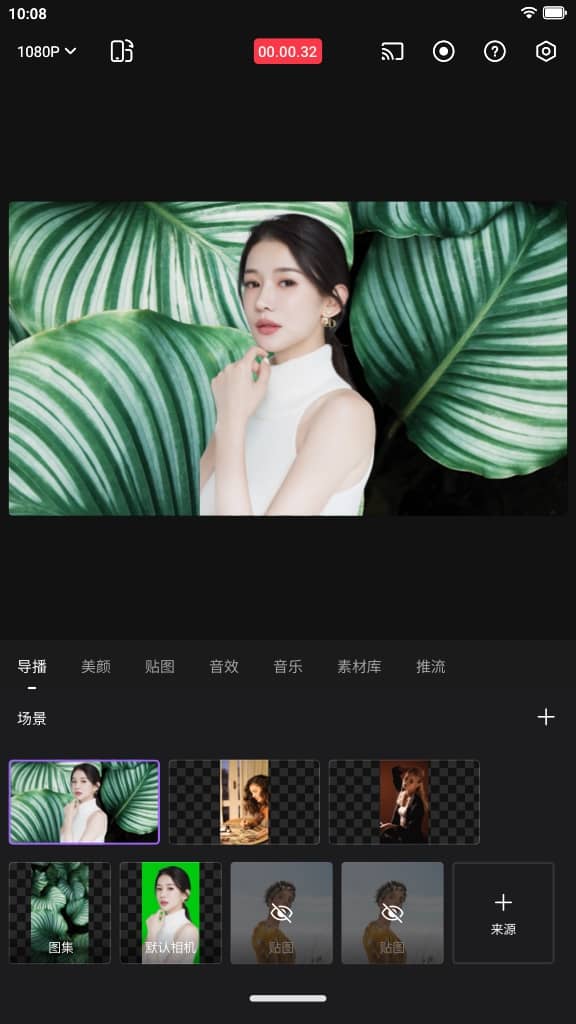 10:08
1080P
00.00.32
导播 美颜 贴图 音效 音乐 素材库 推流
场景
图集 默认相机 贴图 贴图 来源